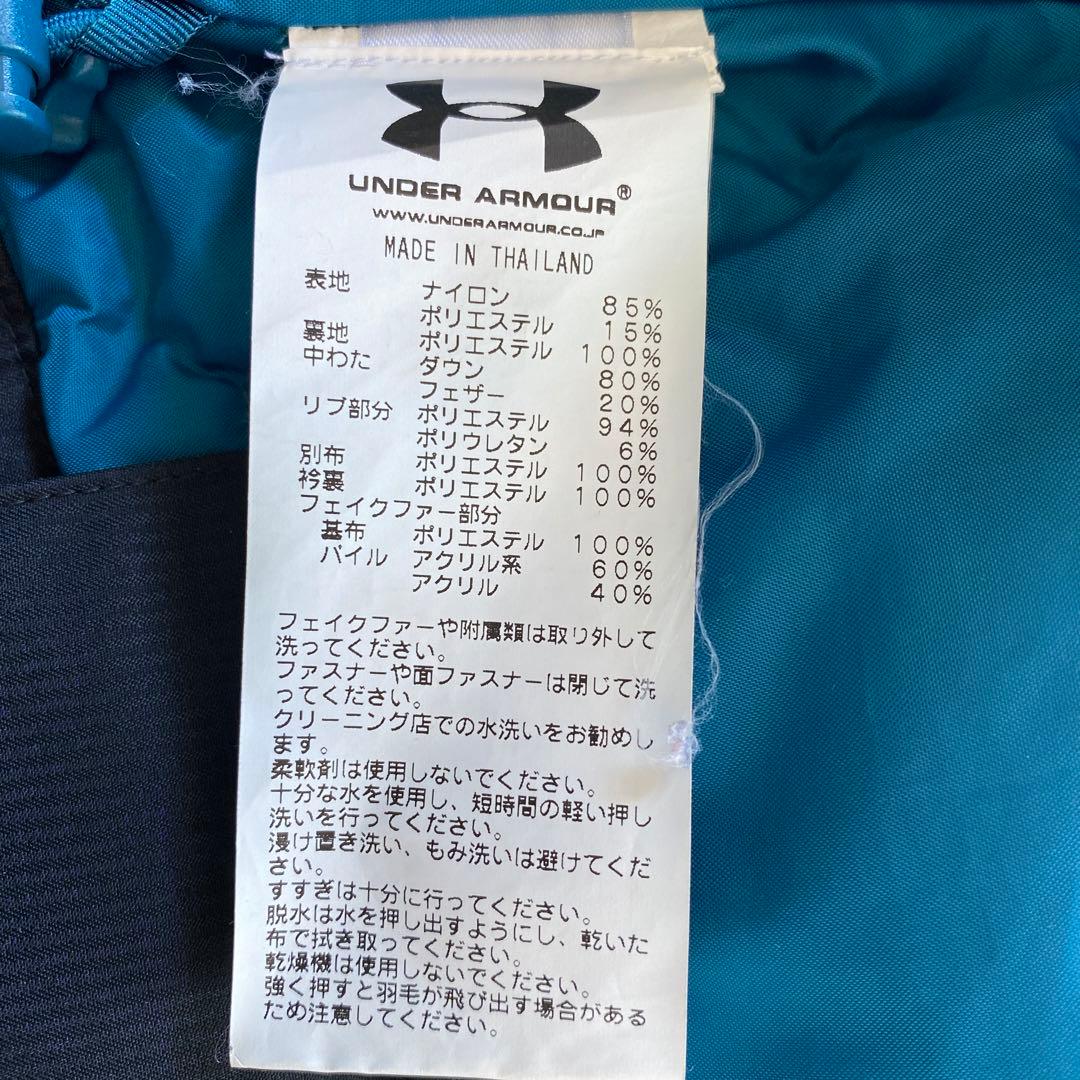 UNDER ARMOUR®
WWW.UNDERARMOUR.CO.JP
MADE IN THAILAND
表地 ナイロン 85%
ポリエステル 15%
裏地 ポリエステル 100%
中わた ダウン 80%
フェザー 20%
リブ部分 ポリエステル 94%
ポリウレタン 6%
別布 ポリエステル 100%
衿裏 ポリエステル 100%
フェイクファー部分
基布 ポリエステル 100%
パイル アクリル系 60%
アクリル 40%
フェイクファーや附属類は取り外して
洗ってください。
ファスナーや面ファスナーは閉じて洗
ってください。
クリーニング店での水洗いをお勧めし
ます。
柔軟剤は使用しないでください。
十分な水を使用し、短時間の軽い押し
洗いを行ってください。
浸け置き洗い、もみ洗いは避けてくだ
さい。
すすぎは十分に行ってください。
脱水は水を押し出すようにし、乾いた
布で拭き取ってください。
乾燥機は使用しないでください。
強く押すと羽毛が飛び出す場合がある
ため注意してください。